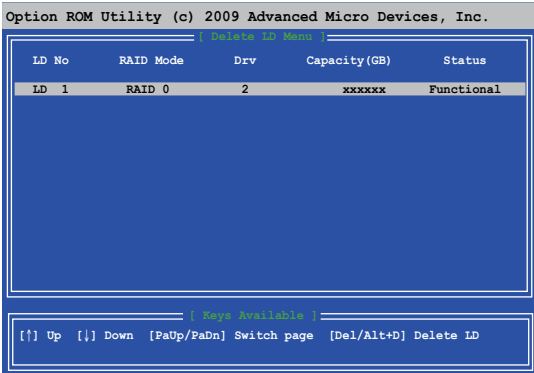 Option ROM Utility (c) 2009 Advanced Micro Devices, Inc.
[ Delete LD Menu ]
LD No RAID Mode Drv Capacity(GB) Status
LD 1 RAID 0 2 xxxxxx Functional
[ Keys Available ]
[↑] Up [↓] Down [PaUp/PaDn] Switch page [Del/Alt+D] Delete LD